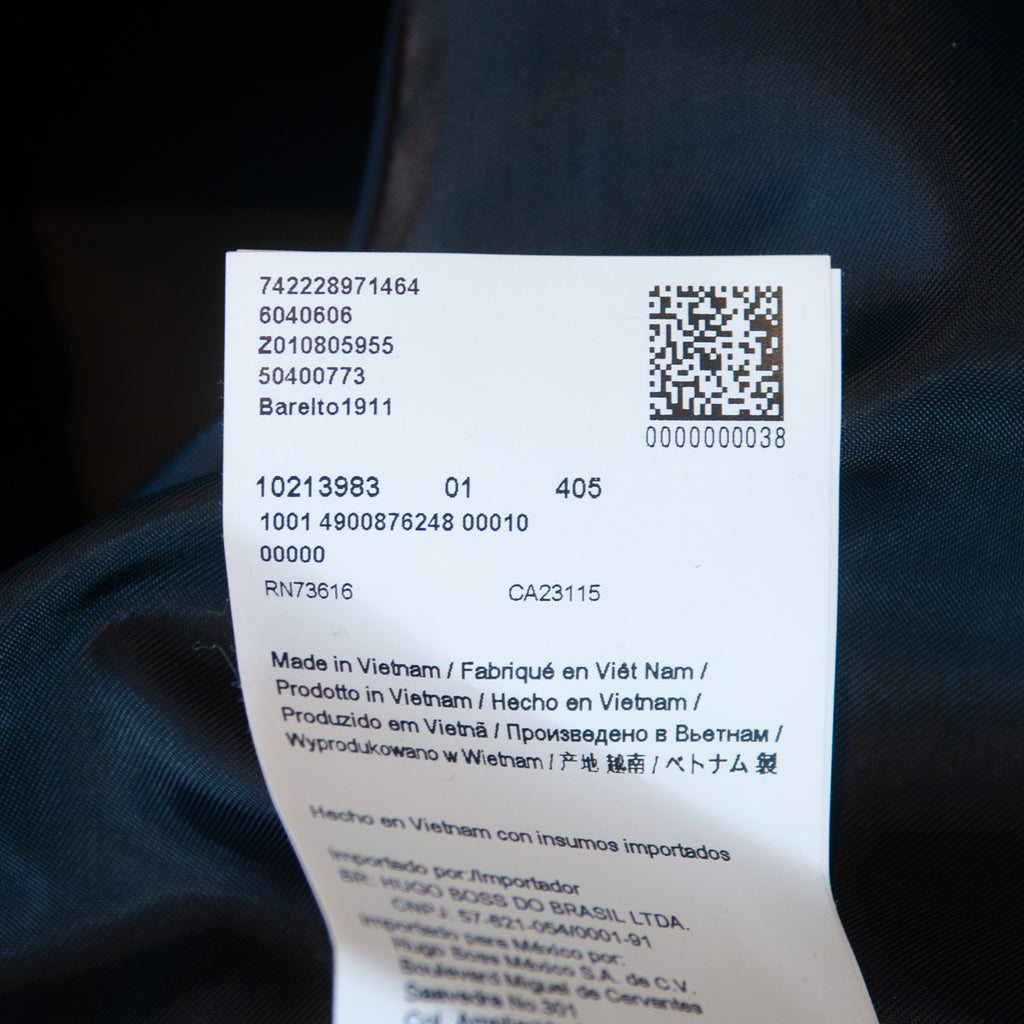 742228971464
6040606
Z010805955
50400773
Barelto1911
0000000038
10213983 01 405
1001 4900876248 00010
00000
RN73616 CA23115
Made in Vietnam / Fabriqué en Viêt Nam /
Prodotto in Vietnam / Hecho en Vietnam /
Produzido em Vietnã / Произведено в Вьетнам /
Wyprodukowano w Wietnam / 产地 越南 / ベトナム 製
Hecho en Vietnam con insumos importados
Importado por:/Importador
BR: HUGO BOSS DO BRASIL LTDA.
CNPJ: 57-621-054/0001-91
Importado para México por:
Hugo Boss México S.A. de C.V.
Boulevard Miguel de Cervantes
Saavedra No.301
Col.